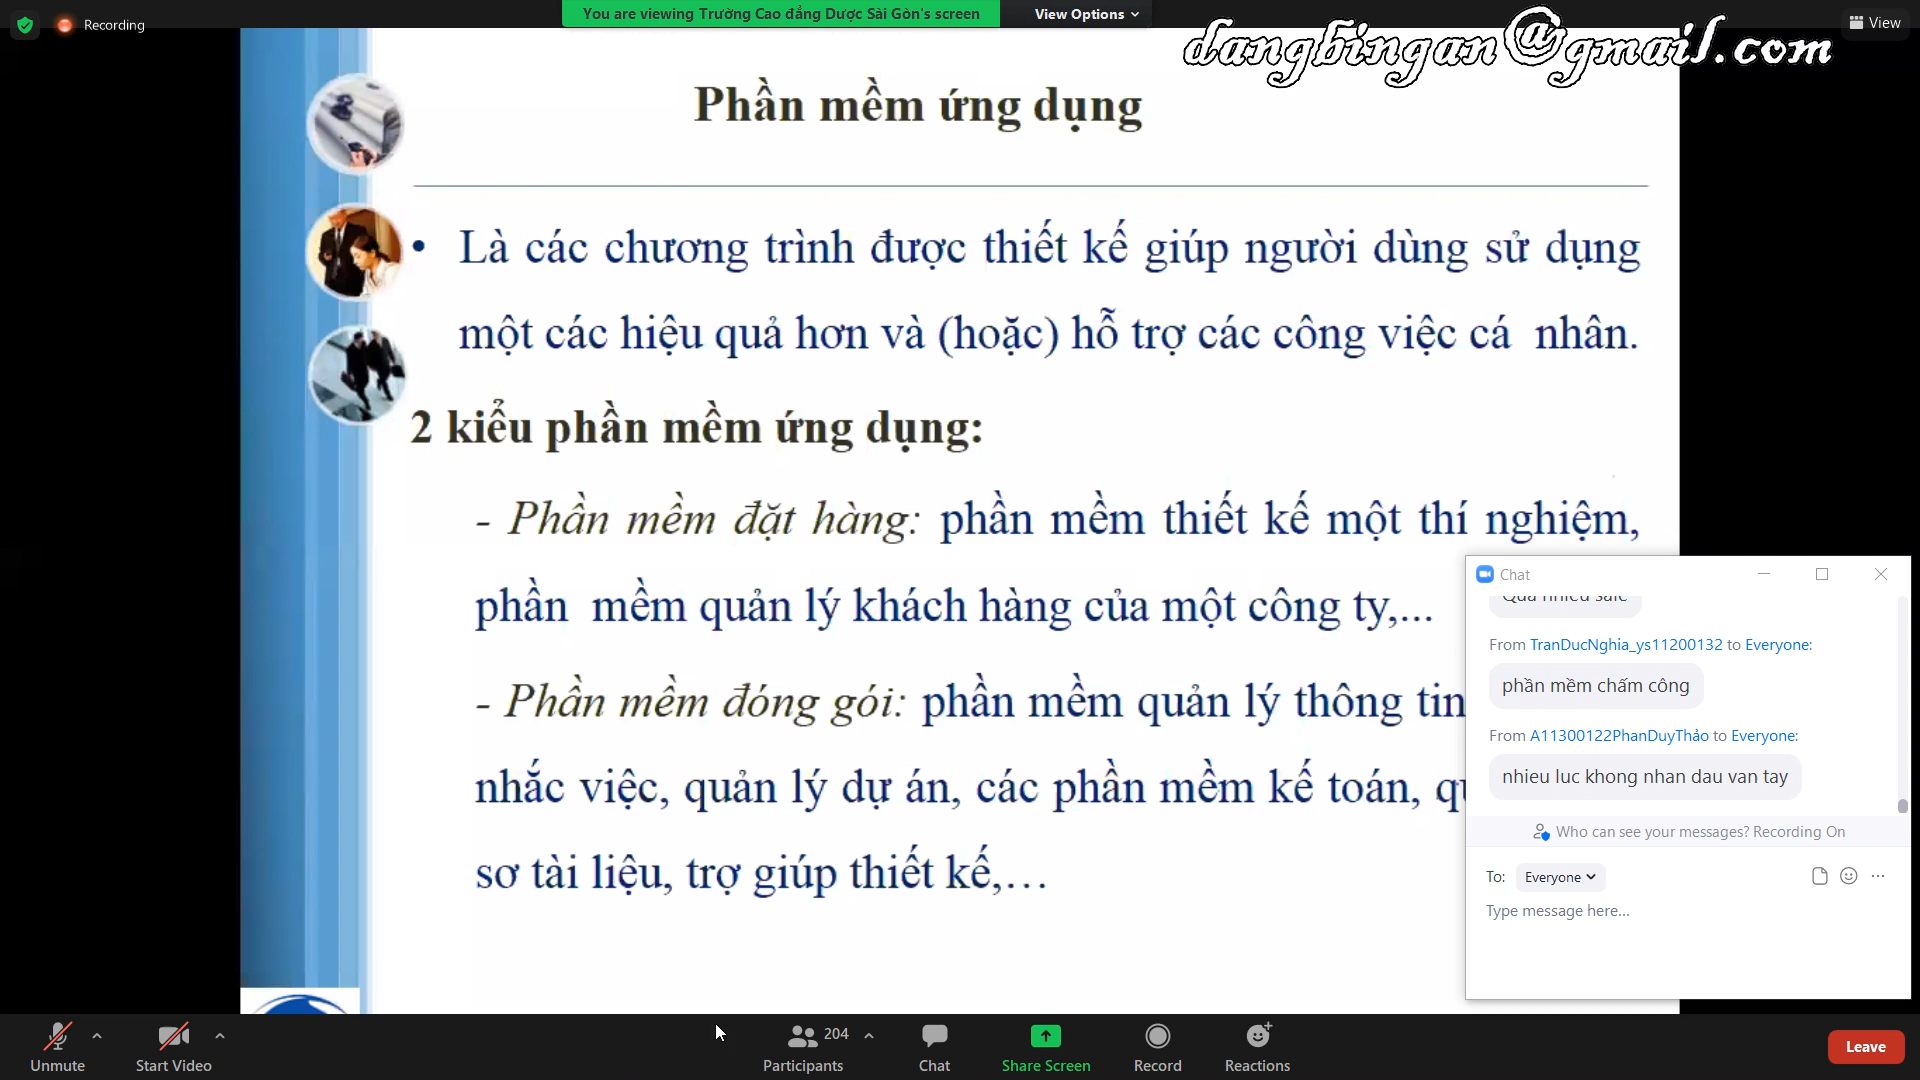 Recording
You are viewing Trường Cao đẳng Dược Sài Gòn's screen
View Options
dangbingan@gmail.com
View
Phần mềm ứng dụng
• Là các chương trình được thiết kế giúp người dùng sử dụng
một các hiệu quả hơn và (hoặc) hỗ trợ các công việc cá nhân.
2 kiểu phần mềm ứng dụng:
- Phần mềm đặt hàng: phần mềm thiết kế một thí nghiệm,
phần mềm quản lý khách hàng của một công ty,...
- Phần mềm đóng gói: phần mềm quản lý thông tin
nhắc việc, quản lý dự án, các phần mềm kế toán,
sơ tài liệu, trợ giúp thiết kế,...
Chat
From TranDucNghia_ys11200132 to Everyone:
phần mềm chấm công
From A11300122PhanDuyThảo to Everyone:
nhieu luc khong nhan dau van tay
Who can see your messages? Recording On
To: Everyone
Type message here...
Unmute
Start Video
204
Participants
Chat
Share Screen
Record
Reactions
Leave